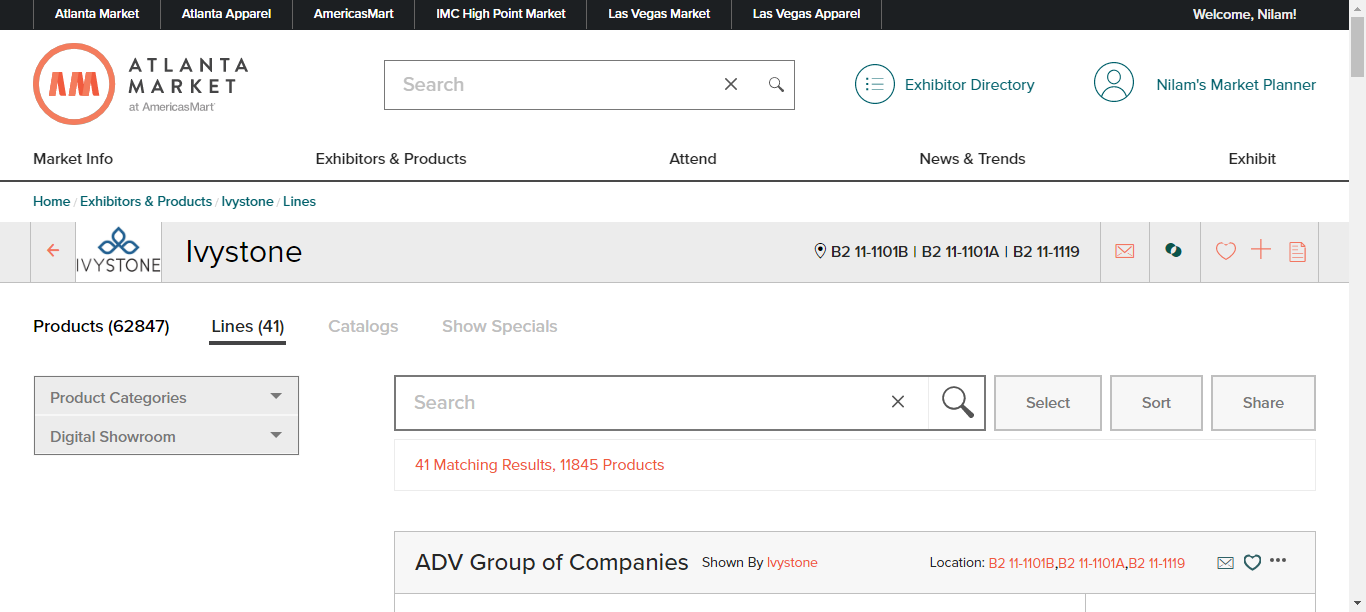 Atlanta Market Atlanta Apparel AmericasMart IMC High Point Market Las Vegas Market Las Vegas Apparel Welcome, Nilam!
AM ATLANTA MARKET at AmericasMart
Search
Exhibitor Directory
Nilam's Market Planner
Market Info Exhibitors & Products Attend News & Trends Exhibit
Home / Exhibitors & Products / Ivystone / Lines
IVYSTONE
Ivystone
B2 11-1101B | B2 11-1101A | B2 11-1119
Products (62847) Lines (41) Catalogs Show Specials
Product Categories
Digital Showroom
Search
Select Sort Share
41 Matching Results, 11845 Products
ADV Group of Companies Shown By Ivystone Location: B2 11-1101B,B2 11-1101A,B2 11-1119